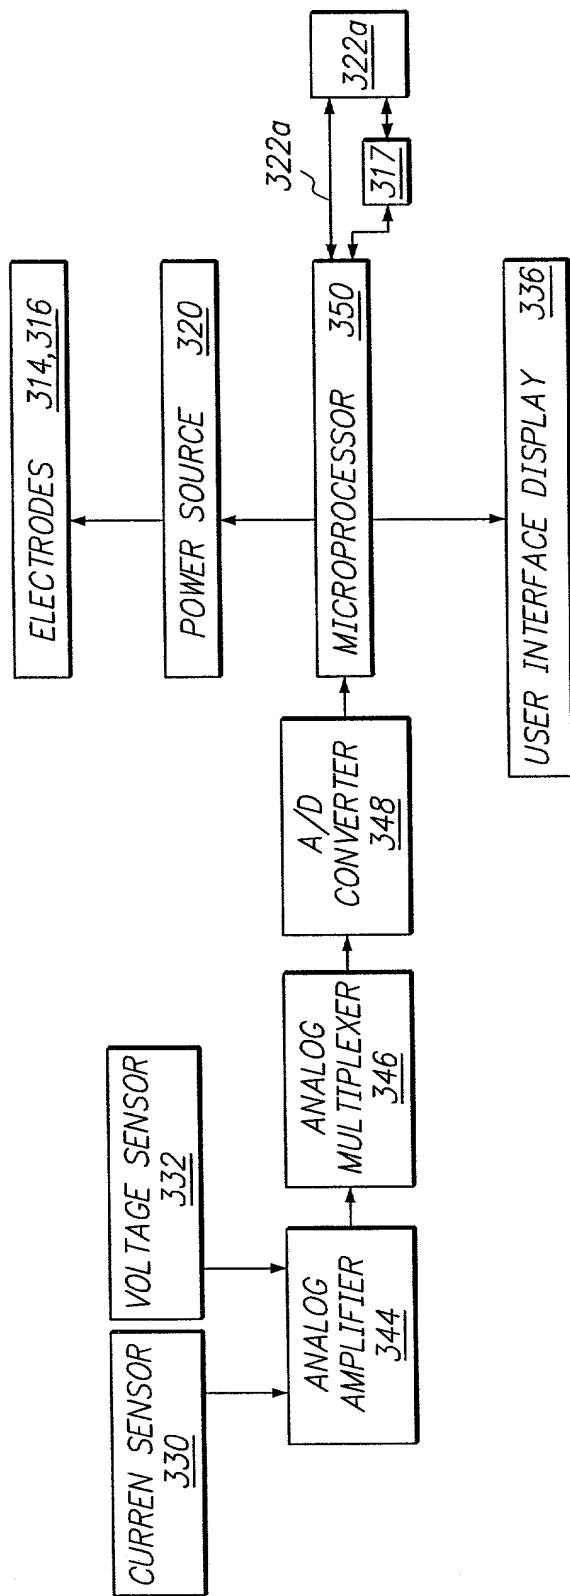 ELECTRODES 314,316
POWER SOURCE 320
322a
322a
317
MICROPROCESSOR 350
USER INTERFACE DISPLAY 336
A/D
CONVERTER
348
ANALOG
MULTIPLEXER
346
VOLTAGE SENSOR
332
CURREN SENSOR
330
ANALOG
AMPLIFIER
344